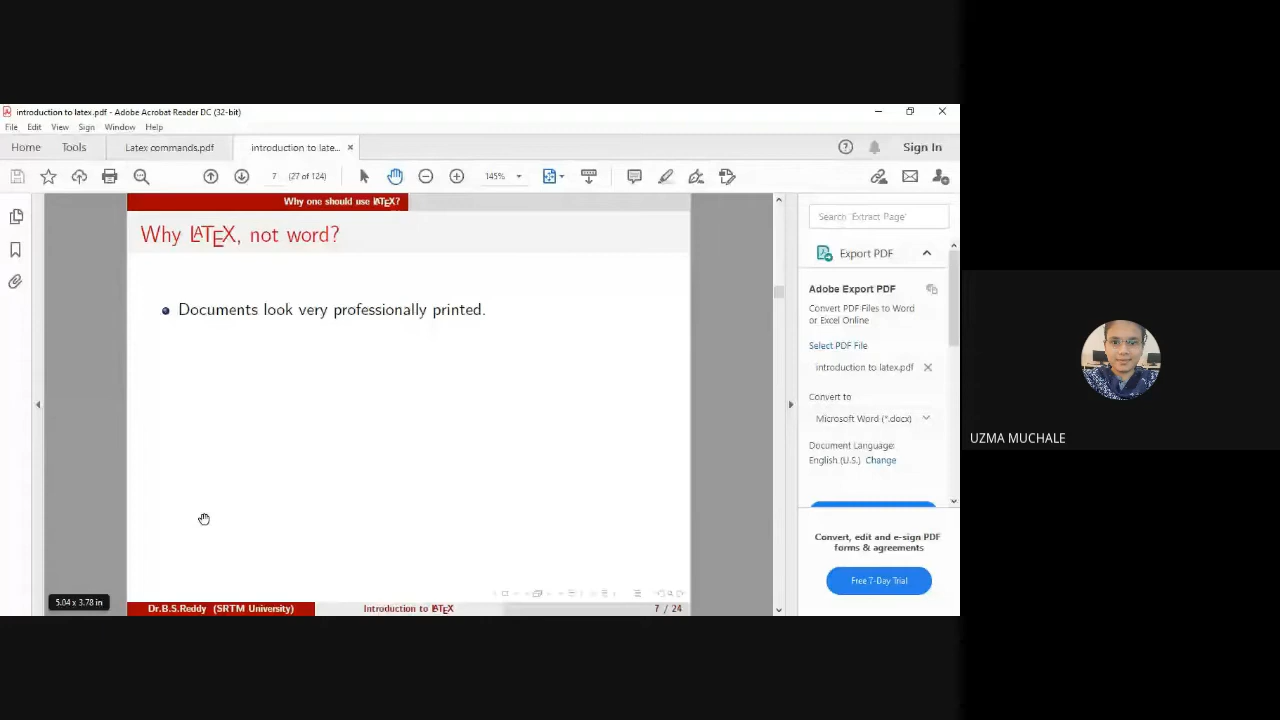 introduction to latex.pdf - Adobe Acrobat Reader DC (32-bit)
File Edit View Sign Window Help
Home Tools Latex commands.pdf introduction to late... Sign In
7 (27 of 124) 145%
Why one should use LATEX?
Why LATEX, not word?
Documents look very professionally printed.
5.04 x 3.78 in
Dr.B.S.Reddy (SRTM University) Introduction to LATEX 7 / 24
Search 'Extract Page'
Export PDF
Adobe Export PDF
Convert PDF Files to Word
or Excel Online
Select PDF File
introduction to latex.pdf
Convert to
Microsoft Word (*.docx)
Document Language:
English (U.S.) Change
Convert, edit and e-sign PDF
forms & agreements
Free 7-Day Trial
UZMA MUCHALE